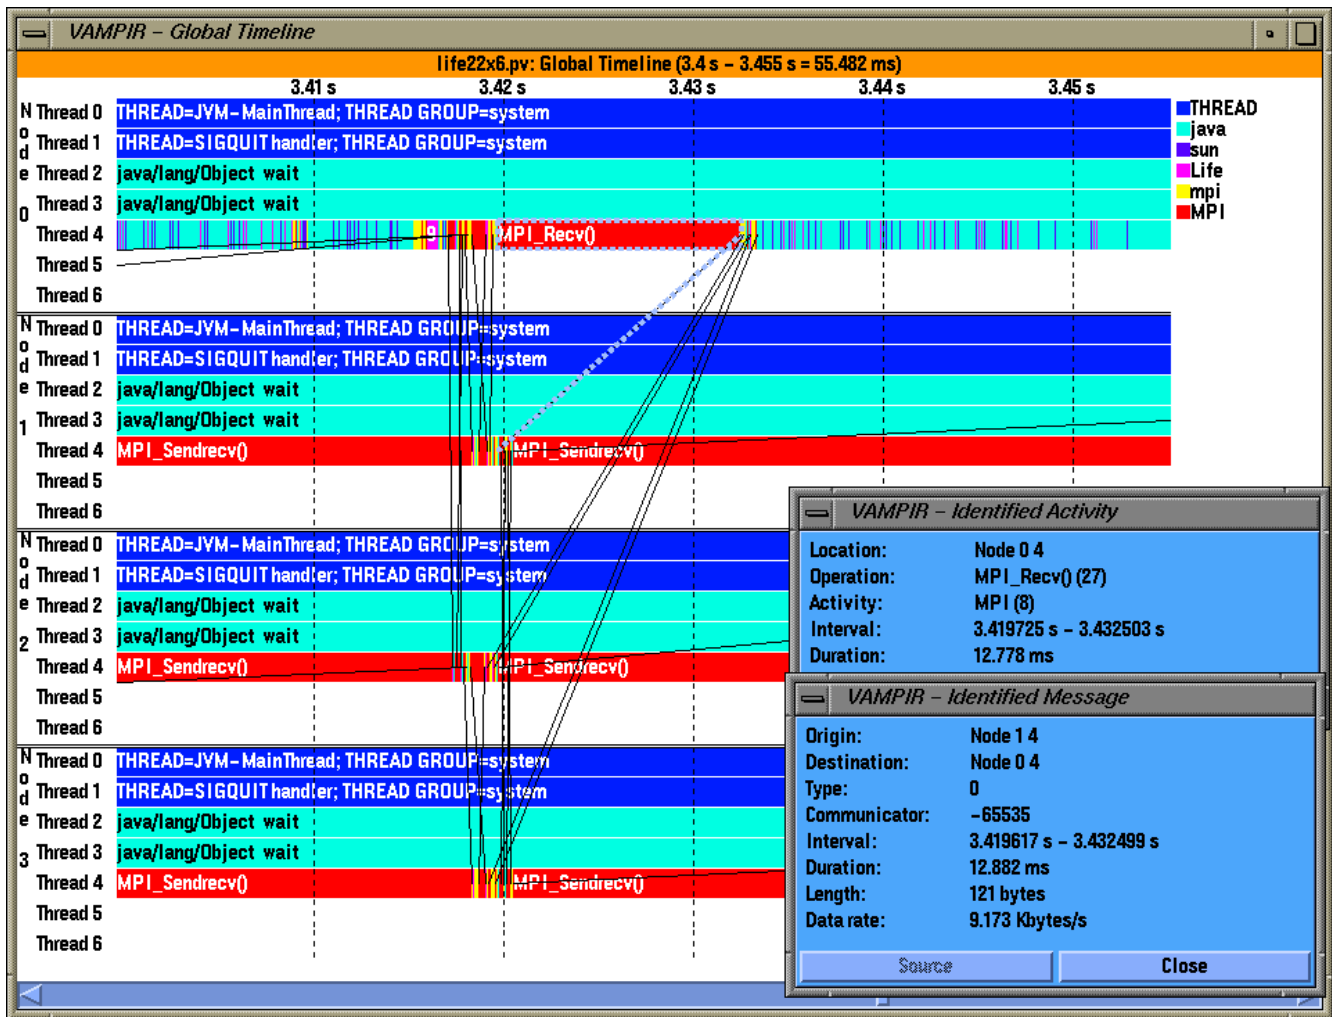 VAMPIR – Global Timeline
life22x6.pv: Global Timeline (3.4 s – 3.455 s = 55.482 ms)
3.41 s 3.42 s 3.43 s 3.44 s 3.45 s
Node 0
Thread 0 THREAD=JVM-MainThread; THREAD GROUP=system
Thread 1 THREAD=SIGQUIT handler; THREAD GROUP=system
Thread 2 java/lang/Object wait
Thread 3 java/lang/Object wait
Thread 4 9 MPI_Recv()
Thread 5
Thread 6
THREAD
java
sun
Life
mpi
MPI
Node 1
Thread 0 THREAD=JVM-MainThread; THREAD GROUP=system
Thread 1 THREAD=SIGQUIT handler; THREAD GROUP=system
Thread 2 java/lang/Object wait
Thread 3 java/lang/Object wait
Thread 4 MPI_Sendrecv() MPI_Sendrecv()
Thread 5
Thread 6
Node 2
Thread 0 THREAD=JVM-MainThread; THREAD GROUP=system
Thread 1 THREAD=SIGQUIT handler; THREAD GROUP=system
Thread 2 java/lang/Object wait
Thread 3 java/lang/Object wait
Thread 4 MPI_Sendrecv() MPI_Sendrecv()
Thread 5
Thread 6
Node 3
Thread 0 THREAD=JVM-MainThread; THREAD GROUP=system
Thread 1 THREAD=SIGQUIT handler; THREAD GROUP=system
Thread 2 java/lang/Object wait
Thread 3 java/lang/Object wait
Thread 4 MPI_Sendrecv() MPI_Sendrecv()
Thread 5
Thread 6
VAMPIR – Identified Activity
Location: Node 0 4
Operation: MPI_Recv() (27)
Activity: MPI (8)
Interval: 3.419725 s – 3.432503 s
Duration: 12.778 ms
VAMPIR – Identified Message
Origin: Node 1 4
Destination: Node 0 4
Type: 0
Communicator: -65535
Interval: 3.419617 s – 3.432499 s
Duration: 12.882 ms
Length: 121 bytes
Data rate: 9.173 Kbytes/s
Source Close